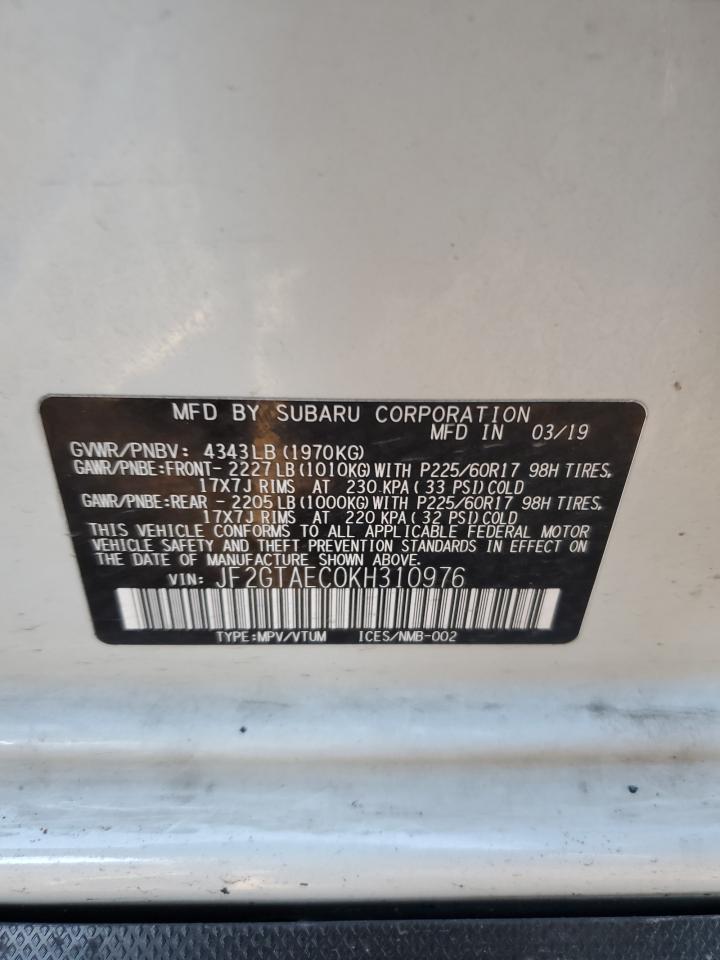 MFD BY SUBARU CORPORATION
MFD IN 03/19
GVWR/PNBV: 4343LB(1970KG)
GAWR/PNBE:FRONT- 2227LB(1010KG)WITH P225/60R17 98H TIRES,
17X7J RIMS AT 230 KPA(33 PSI)COLD
GAWR/PNBE:REAR - 2205LB(1000KG)WITH P225/60R17 98H TIRES,
17X7J RIMS AT 220 KPA(32 PSI)COLD
THIS VEHICLE CONFORMS TO ALL APPLICABLE FEDERAL MOTOR
VEHICLE SAFETY AND THEFT PREVENTION STANDARDS IN EFFECT ON
THE DATE OF MANUFACTURE SHOWN ABOVE.
VIN: JF2GTAEC0KH310976
TYPE:MPV/VTUM ICES/NMB-002